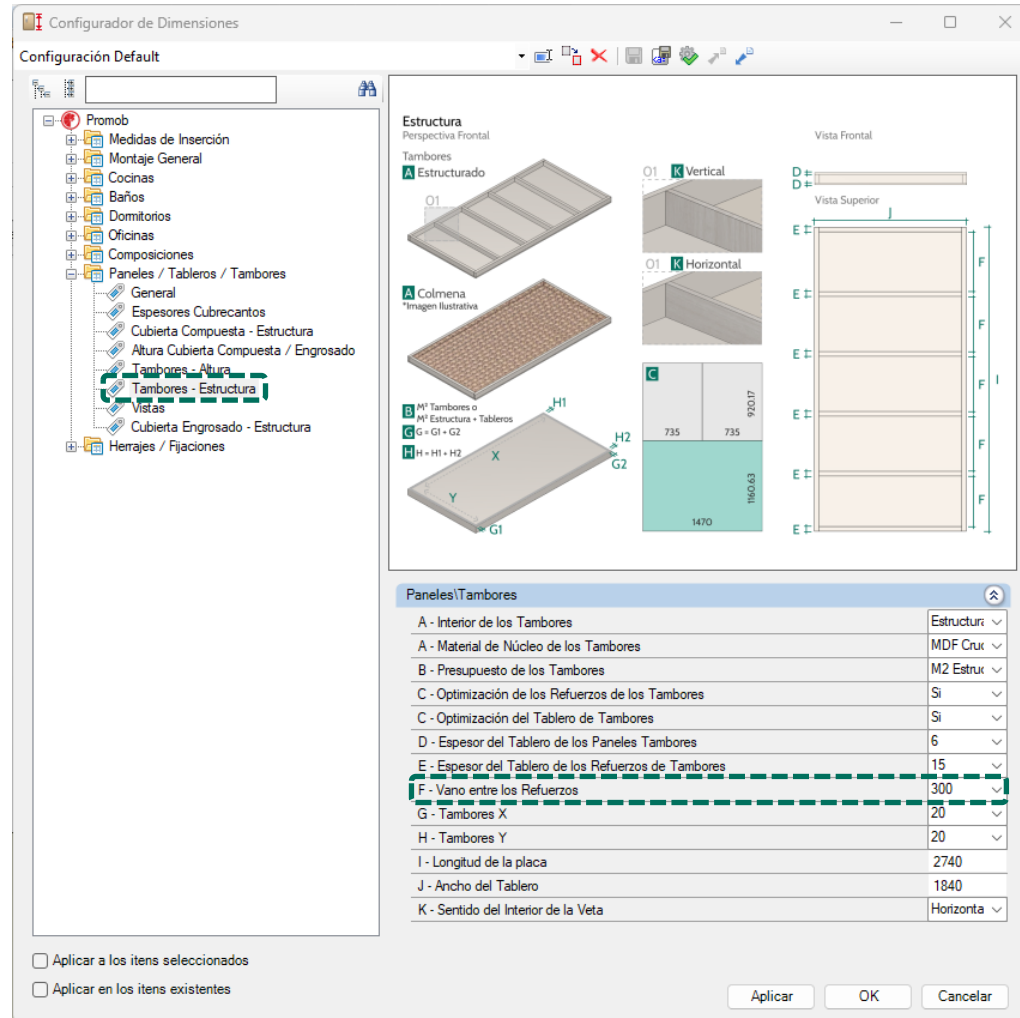 Configurador de Dimensiones
Configuración Default
Promob
Medidas de Inserción
Montaje General
Cocinas
Baños
Dormitorios
Oficinas
Composiciones
Paneles / Tableros / Tambores
General
Espesores Cubrecantos
Cubierta Compuesta - Estructura
Altura Cubierta Compuesta / Engrosado
Tambores - Altura
Tambores - Estructura
Vistas
Cubierta Engrosado - Estructura
Herrajes / Fijaciones
Estructura
Perspectiva Frontal
Tambores
A Estructurado
O1
A Colmena
*Imagen Ilustrativa
B M² Tambores o
M² Estructura + Tableros
G G = G1 + G2
H H = H1 + H2
H1
H2
G2
X
Y
G1
O1 K Vertical
O1 K Horizontal
C
920.17
735 735
1160.63
1470
Vista Frontal
D
D
Vista Superior
J
E
F
E
F
E
F
I
E
F
E
F
E
Paneles\Tambores
A - Interior de los Tambores Estructura
A - Material de Núcleo de los Tambores MDF Cruc
B - Presupuesto de los Tambores M2 Estruc
C - Optimización de los Refuerzos de los Tambores Si
C - Optimización del Tablero de Tambores Si
D - Espesor del Tablero de los Paneles Tambores 6
E - Espesor del Tablero de los Refuerzos de Tambores 15
F - Vano entre los Refuerzos 300
G - Tambores X 20
H - Tambores Y 20
I - Longitud de la placa 2740
J - Ancho del Tablero 1840
K - Sentido del Interior de la Veta Horizonta
Aplicar a los itens seleccionados
Aplicar en los itens existentes
Aplicar OK Cancelar